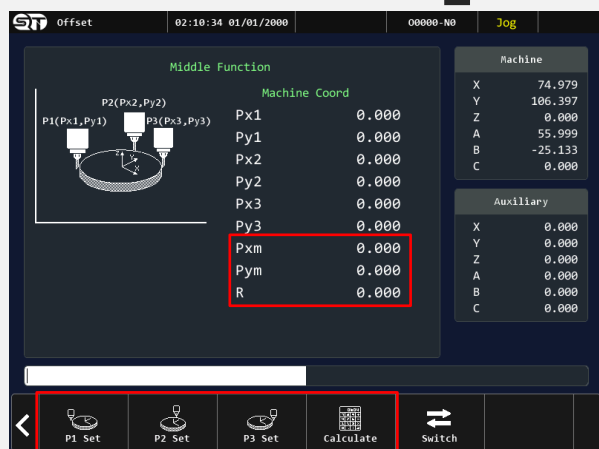 SNT Offset 02:10:34 01/01/2000 O0000-N0 Jog
Middle Function
Machine Coord
P2(Px2,Py2)
P1(Px1,Py1) P3(Px3,Py3)
Z Y X
Px1 0.000
Py1 0.000
Px2 0.000
Py2 0.000
Px3 0.000
Py3 0.000
Pxm 0.000
Pym 0.000
R 0.000
Machine
X 74.979
Y 106.397
Z 0.000
A 55.999
B -25.133
C 0.000
Auxiliary
X 0.000
Y 0.000
Z 0.000
A 0.000
B 0.000
C 0.000
P1 Set P2 Set P3 Set Calculate Switch